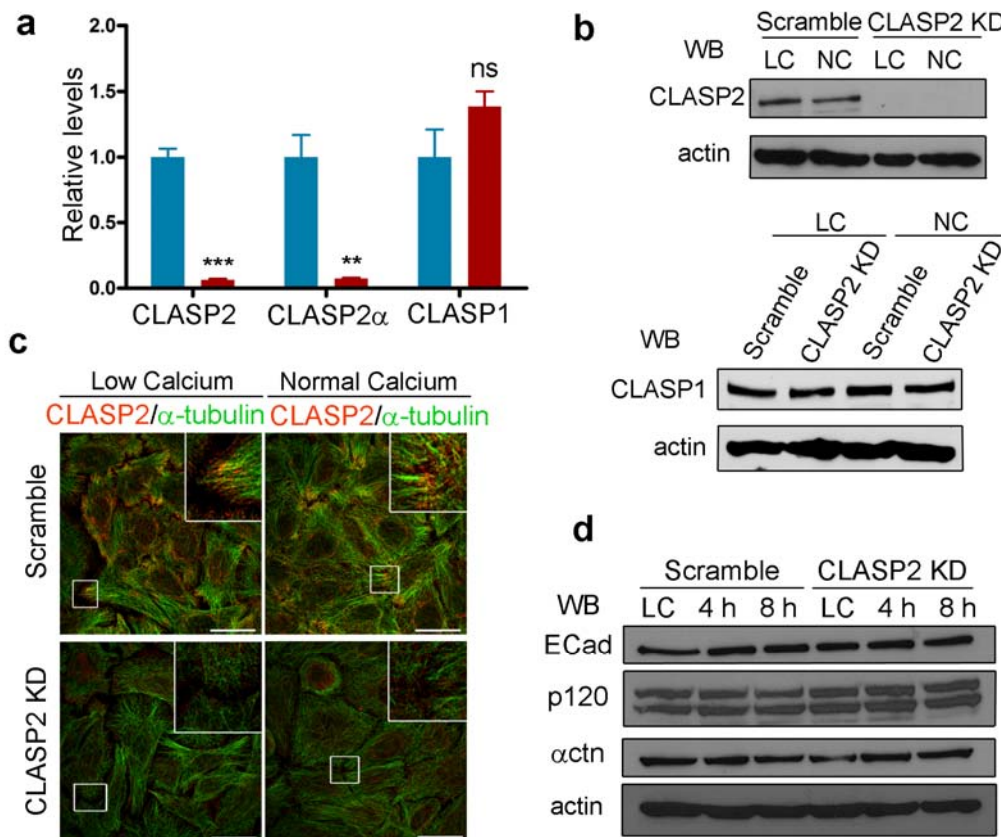 a
Relative levels
2.0
1.5
1.0
0.5
0.0
***
**
ns
CLASP2 CLASP2α CLASP1
b
Scramble CLASP2 KD
WB LC NC LC NC
CLASP2
actin
LC NC
WB Scramble CLASP2 KD Scramble CLASP2 KD
CLASP1
actin
c
Low Calcium Normal Calcium
CLASP2/α-tubulin CLASP2/α-tubulin
Scramble
CLASP2 KD
d
Scramble CLASP2 KD
WB LC 4 h 8 h LC 4 h 8 h
ECad
p120
αctn
actin